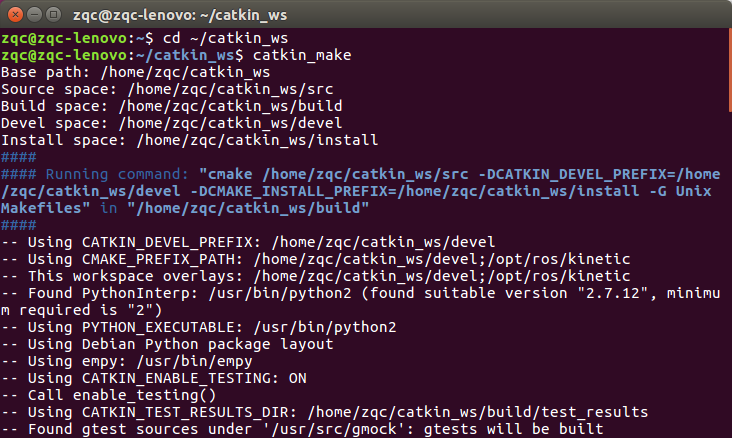 zqc@zqc-lenovo: ~/catkin_ws
zqc@zqc-lenovo:~$ cd ~/catkin_ws
zqc@zqc-lenovo:~/catkin_ws$ catkin_make
Base path: /home/zqc/catkin_ws
Source space: /home/zqc/catkin_ws/src
Build space: /home/zqc/catkin_ws/build
Devel space: /home/zqc/catkin_ws/devel
Install space: /home/zqc/catkin_ws/install
####
#### Running command: "cmake /home/zqc/catkin_ws/src -DCATKIN_DEVEL_PREFIX=/home
/zqc/catkin_ws/devel -DCMAKE_INSTALL_PREFIX=/home/zqc/catkin_ws/install -G Unix
Makefiles" in "/home/zqc/catkin_ws/build"
####
-- Using CATKIN_DEVEL_PREFIX: /home/zqc/catkin_ws/devel
-- Using CMAKE_PREFIX_PATH: /home/zqc/catkin_ws/devel;/opt/ros/kinetic
-- This workspace overlays: /home/zqc/catkin_ws/devel;/opt/ros/kinetic
-- Found PythonInterp: /usr/bin/python2 (found suitable version "2.7.12", minimu
m required is "2")
-- Using PYTHON_EXECUTABLE: /usr/bin/python2
-- Using Debian Python package layout
-- Using empy: /usr/bin/empy
-- Using CATKIN_ENABLE_TESTING: ON
-- Call enable_testing()
-- Using CATKIN_TEST_RESULTS_DIR: /home/zqc/catkin_ws/build/test_results
-- Found gtest sources under '/usr/src/gmock': gtests will be built